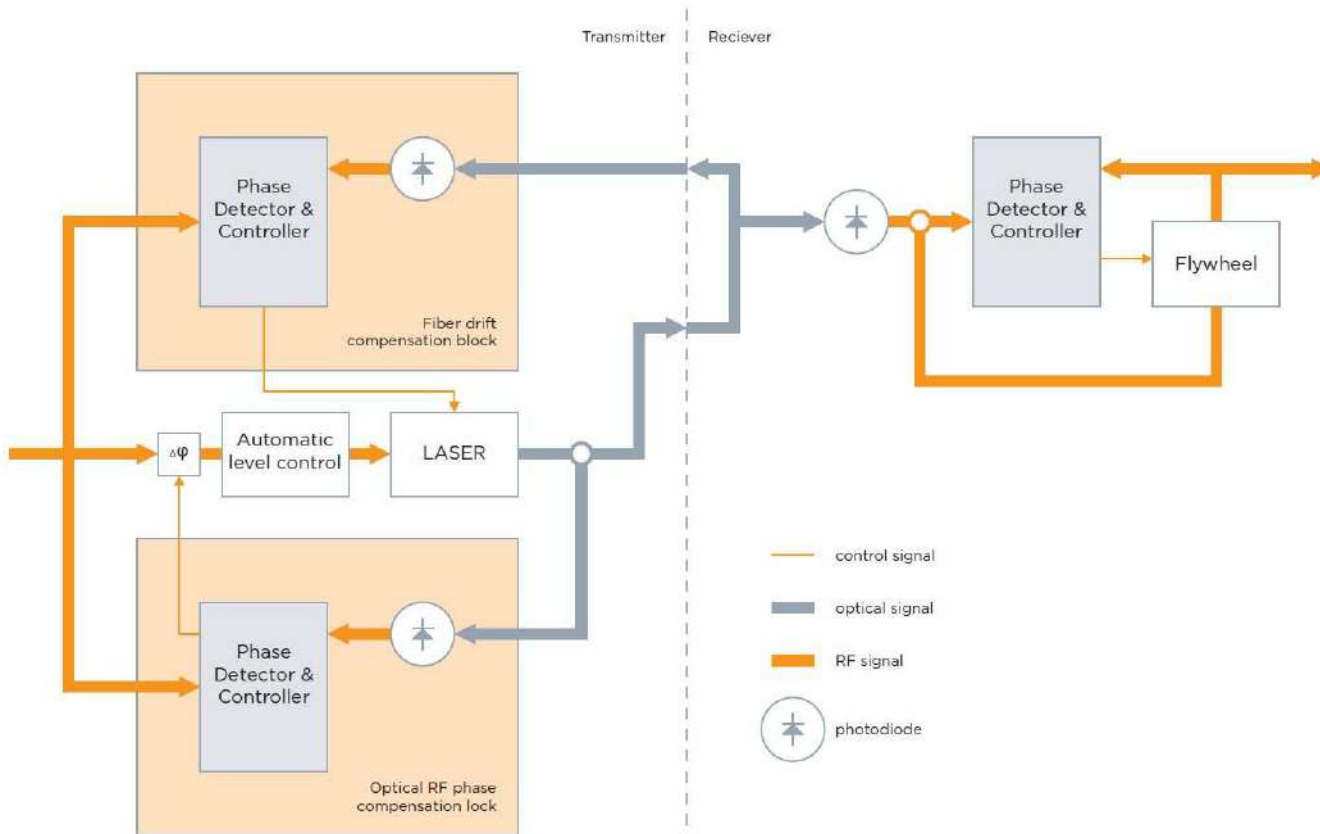 Transmitter
Reciever
Phase
Detector &
Controller
Fiber drift
compensation block
Phase
Detector &
Controller
Flywheel
Δφ
Automatic
level control
LASER
Phase
Detector &
Controller
Optical RF phase
compensation lock
control signal
optical signal
RF signal
photodiode